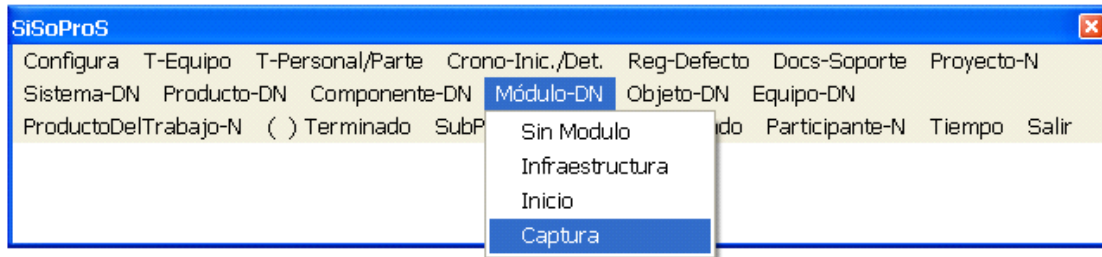 SiSoProS
Configura T-Equipo T-Personal/Parte Crono-Inic./Det. Reg-Defecto Docs-Soporte Proyecto-N
Sistema-DN Producto-DN Componente-DN Módulo-DN Objeto-DN Equipo-DN
ProductoDelTrabajo-N ( ) Terminado Participante-N Tiempo Salir
Sin Modulo
Infraestructura
Inicio
Captura